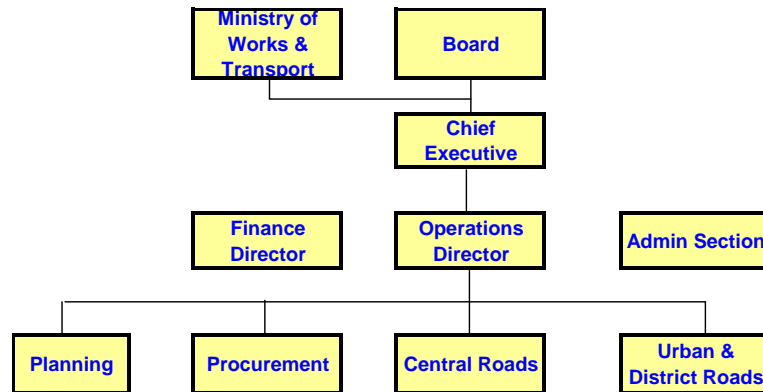 Ministry of
Works &
Transport
Board
Chief
Executive
Finance
Director
Operations
Director
Admin Section
Planning
Procurement
Central Roads
Urban &
District Roads